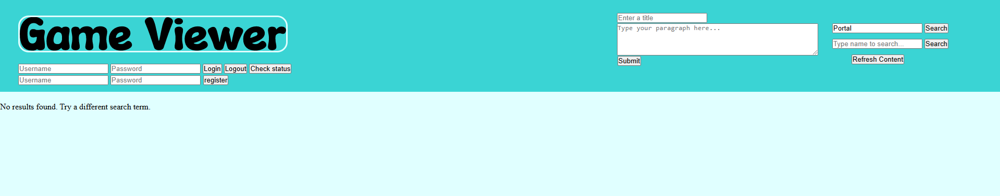 Game Viewer
Username Password Login Logout Check status
Username Password register
Enter a title
Type your paragraph here...
Submit
Portal Search
Type name to search... Search
Refresh Content
No results found. Try a different search term.